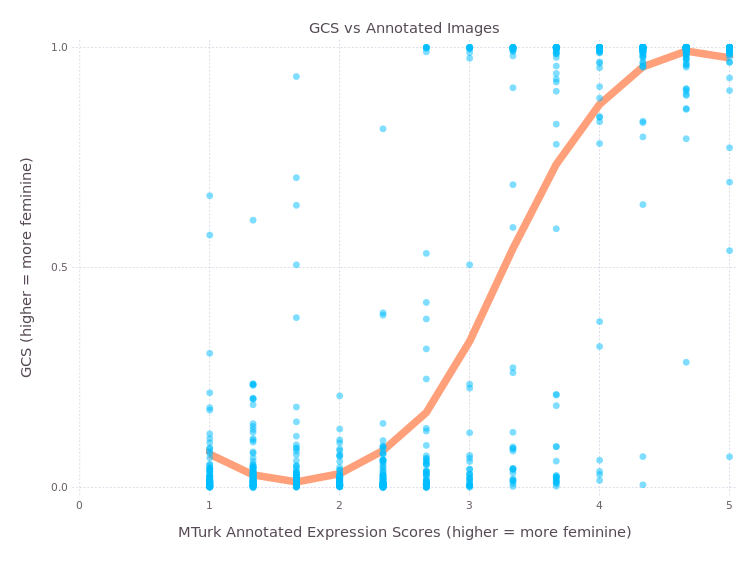 GCS vs Annotated Images
1.0
0.5
0.0
0 1 2 3 4 5
GCS (higher = more feminine)
MTurk Annotated Expression Scores (higher = more feminine)